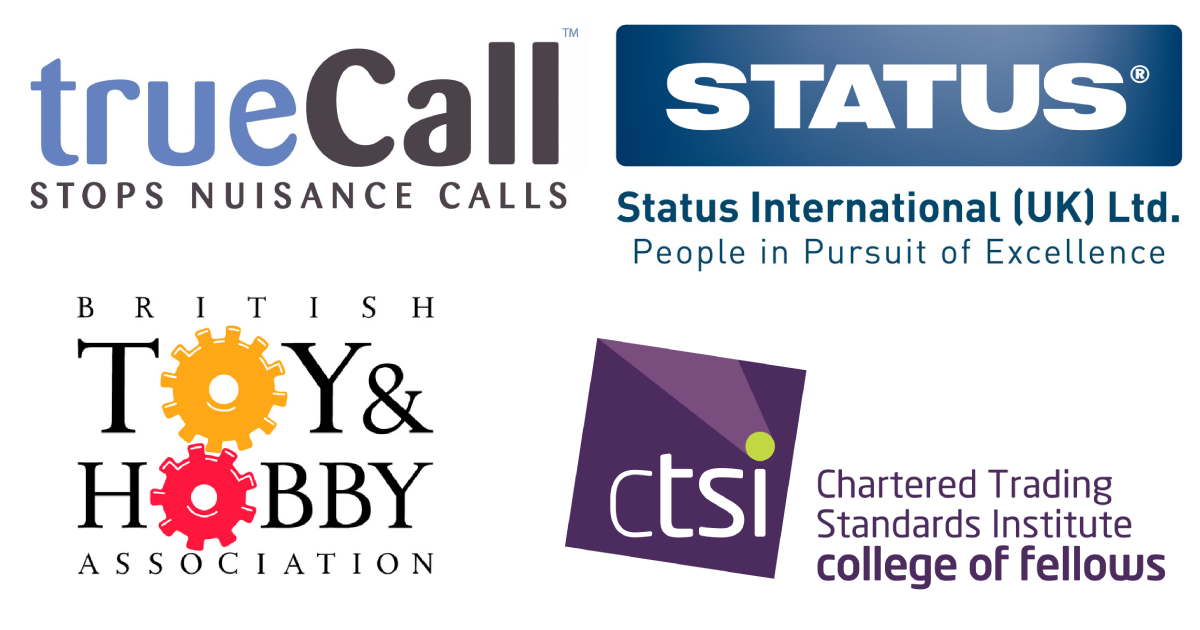 trueCall™
STOPS NUISANCE CALLS
STATUS®
Status International (UK) Ltd.
People in Pursuit of Excellence
BRITISH
TOY&
HOBBY
ASSOCIATION
ctsi
Chartered Trading
Standards Institute
college of fellows